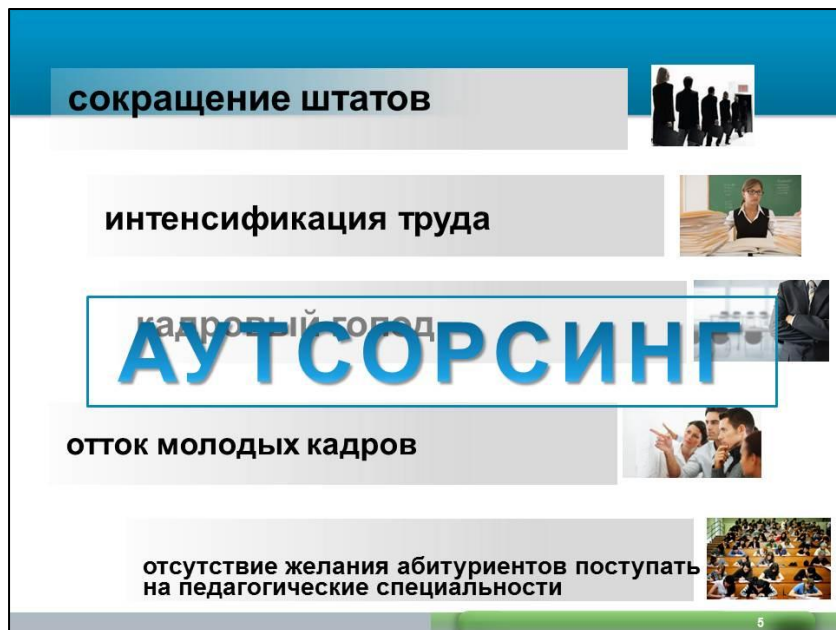 сокращение штатов
интенсификация труда
кадровый голод
АУТСОРСИНГ
отток молодых кадров
отсутствие желания абитуриентов поступать
на педагогические специальности
5